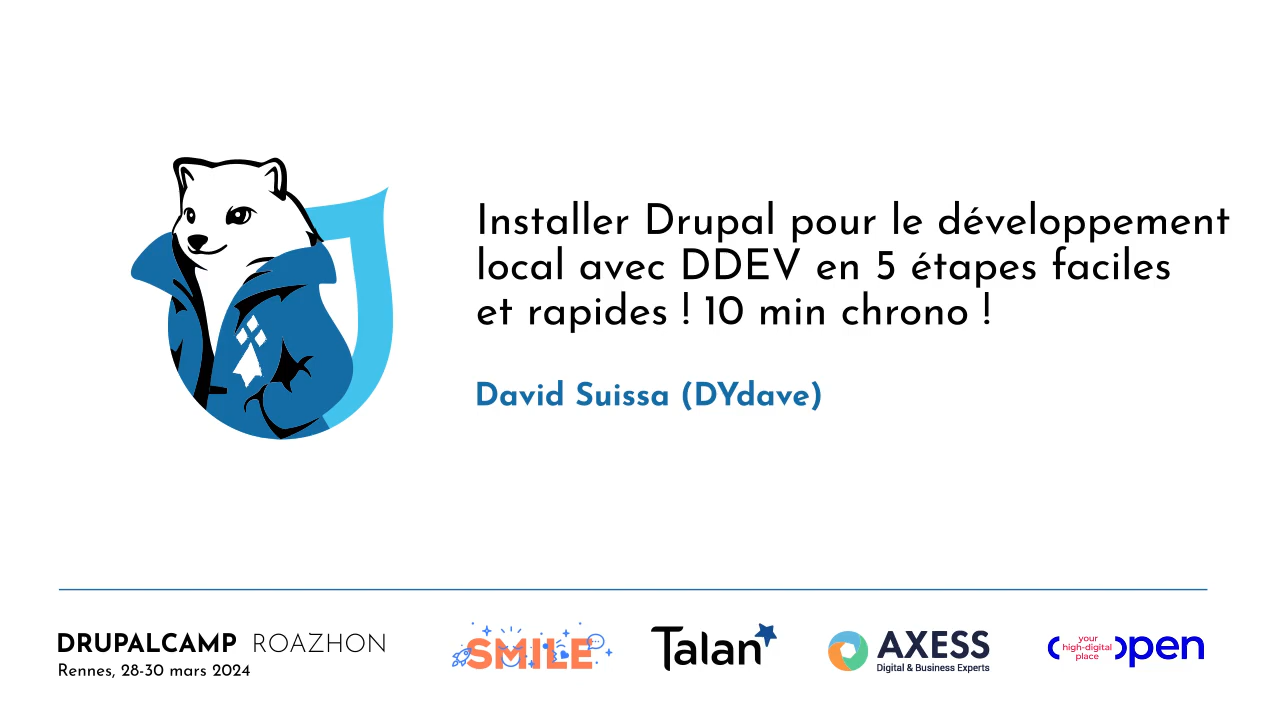 Installer Drupal pour le développement
local avec DDEV en 5 étapes faciles
et rapides ! 10 min chrono !
David Suissa (DYdave)
DRUPALCAMP ROAZHON
Rennes, 28-30 mars 2024
SMILE
Talan
AXESS
Digital & Business Experts
your
high-digital
place
open